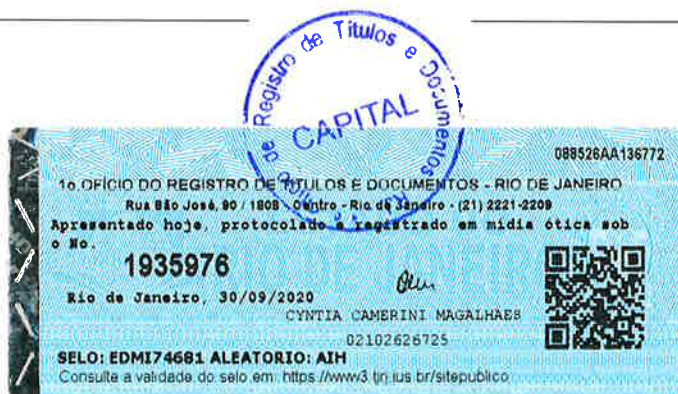 de Registro de Títulos e Documentos
CAPITAL
088526AA136772
1o. OFÍCIO DO REGISTRO DE TITULOS E DOCUMENTOS - RIO DE JANEIRO
Rua São José, 90 / 1808 - Centro - Rio de Janeiro - (21) 2221-2209
Apresentado hoje, protocolado e registrado em mídia ótica sob
o No.
1935976
Rio de Janeiro, 30/09/2020
CYNTIA CAMERINI MAGALHAES
02102626725
SELO: EDMI74681 ALEATORIO: AIH
Consulte a validade do selo em: https://www3.tjrj.jus.br/sitepublico